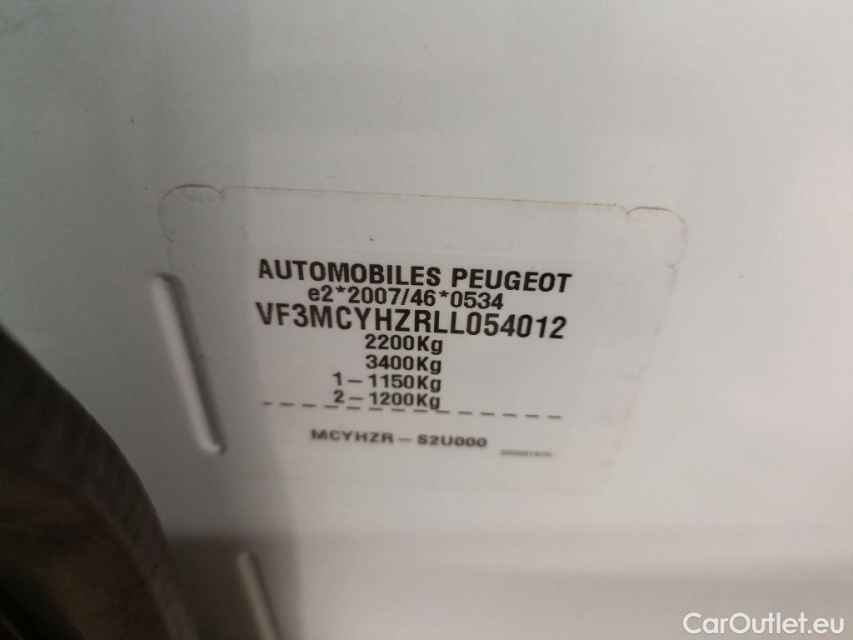 AUTOMOBILES PEUGEOT
e2*2007/46*0534
VF3MCYHZRLL054012
2200Kg
3400Kg
1-1150Kg
2-1200Kg
MCYHZR-S2U000
CarOutlet.eu